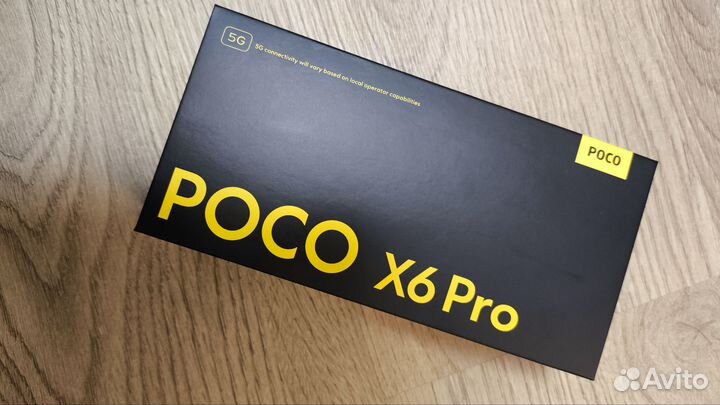 5G
5G connectivity will vary based on local operator capabilities
POCO
POCO X6 Pro
Avito